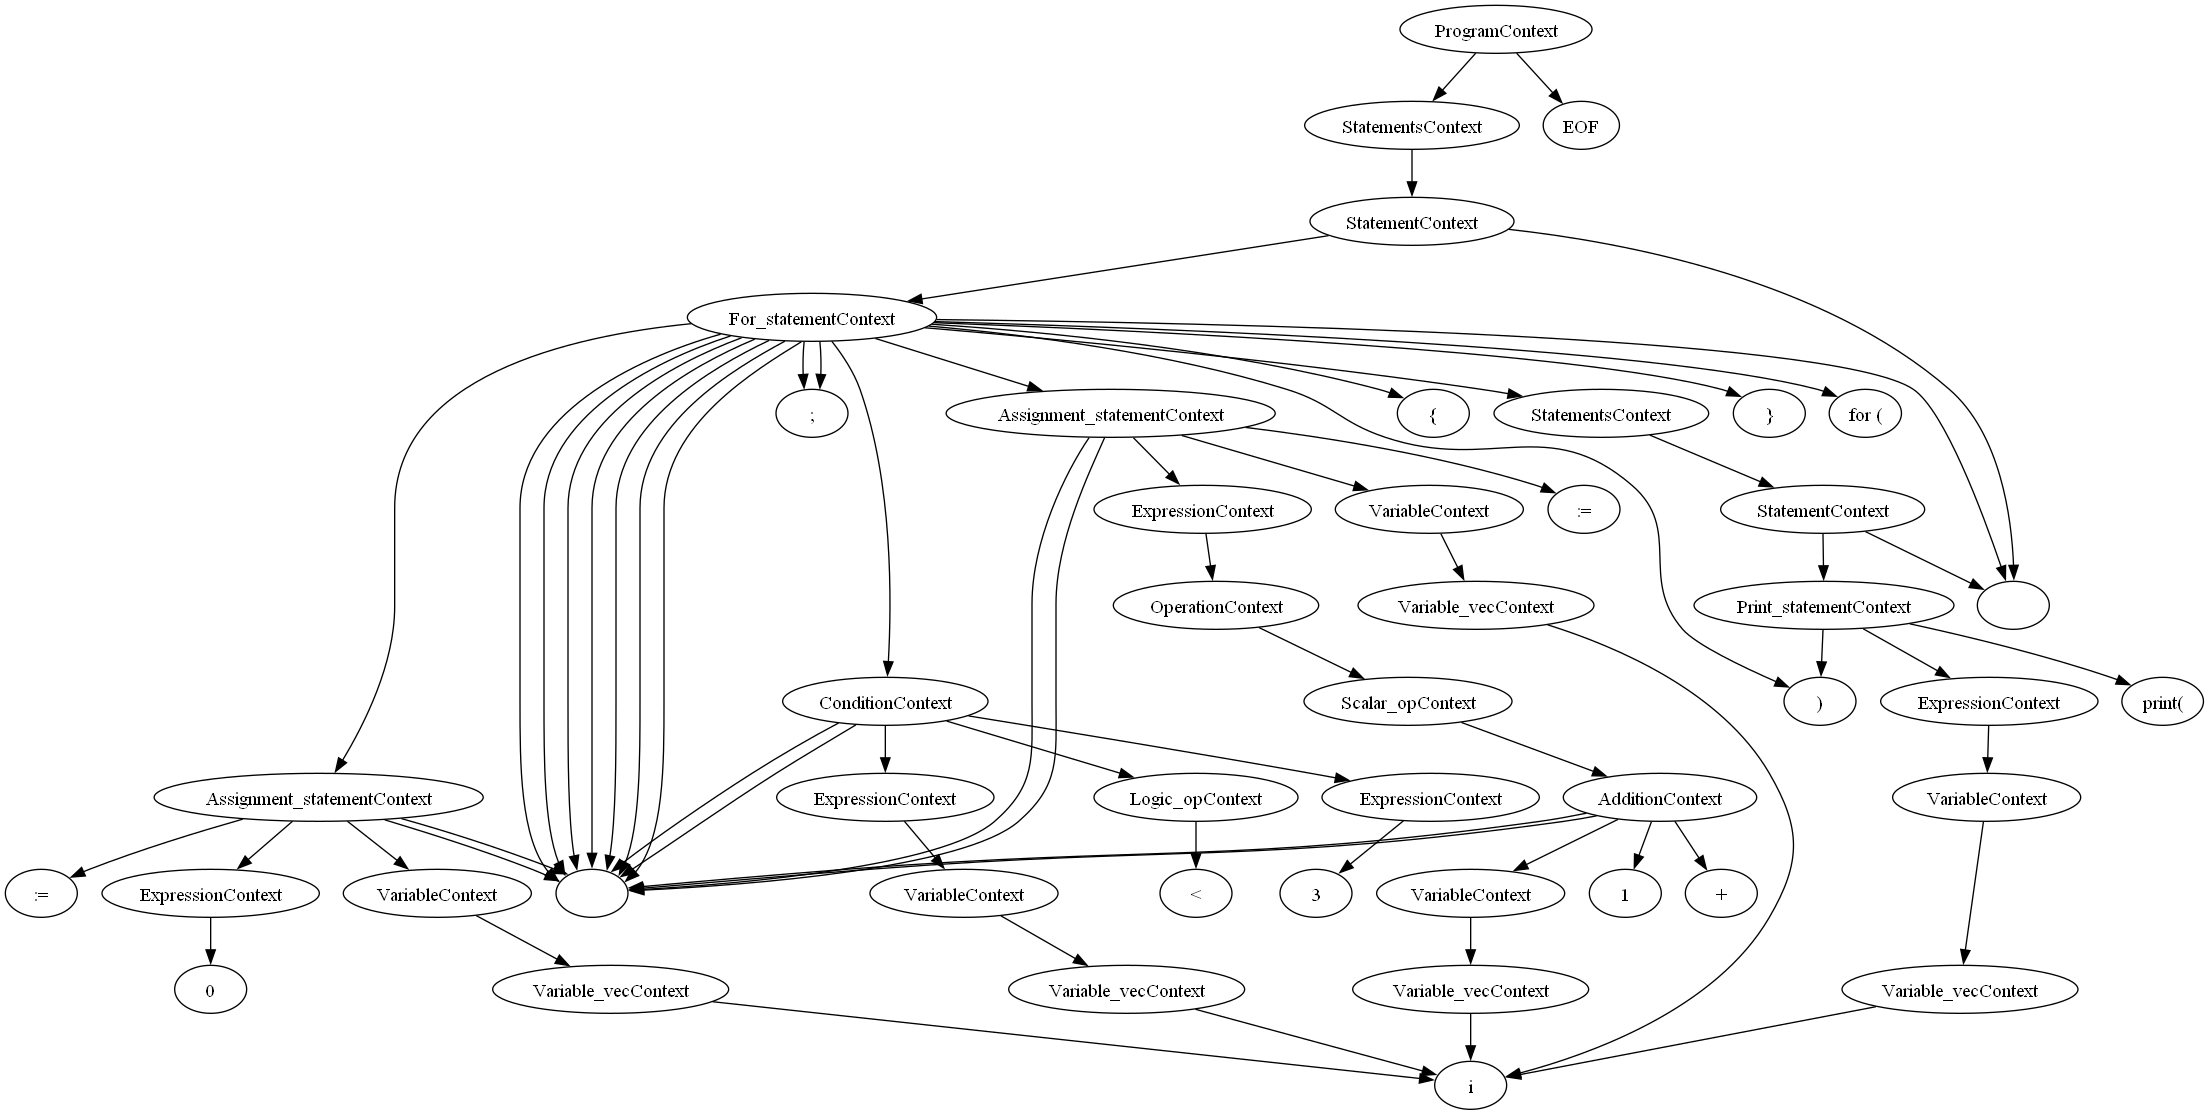 ProgramContext
StatementsContext
EOF
StatementContext
For_statementContext
;
Assignment_statementContext
{
StatementsContext
}
for (
ExpressionContext
VariableContext
:=
StatementContext
OperationContext
Variable_vecContext
Print_statementContext
ConditionContext
Scalar_opContext
)
ExpressionContext
print(
Assignment_statementContext
ExpressionContext
Logic_opContext
ExpressionContext
AdditionContext
VariableContext
:=
ExpressionContext
VariableContext
VariableContext
<
3
VariableContext
1
+
0
Variable_vecContext
Variable_vecContext
Variable_vecContext
Variable_vecContext
i